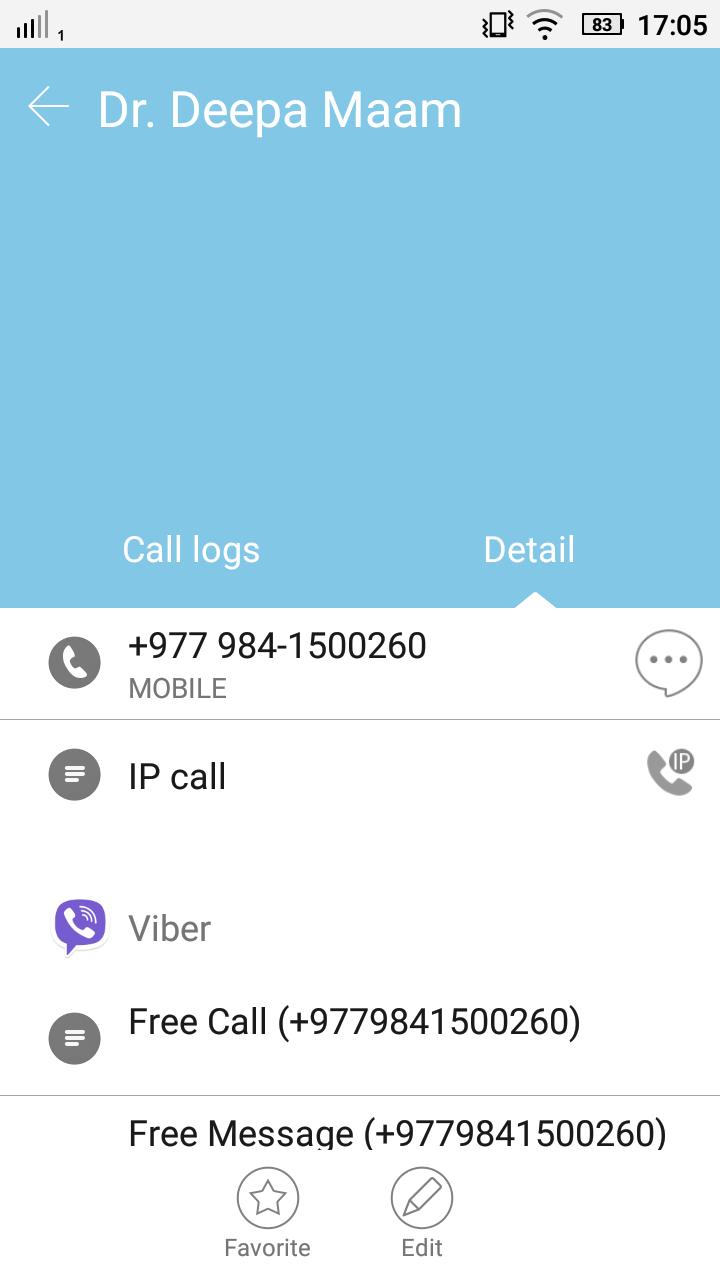 1 83 17:05
Dr. Deepa Maam
Call logs Detail
+977 984-1500260
MOBILE
IP call IP
Viber
Free Call (+9779841500260)
Free Message (+9779841500260)
Favorite Edit